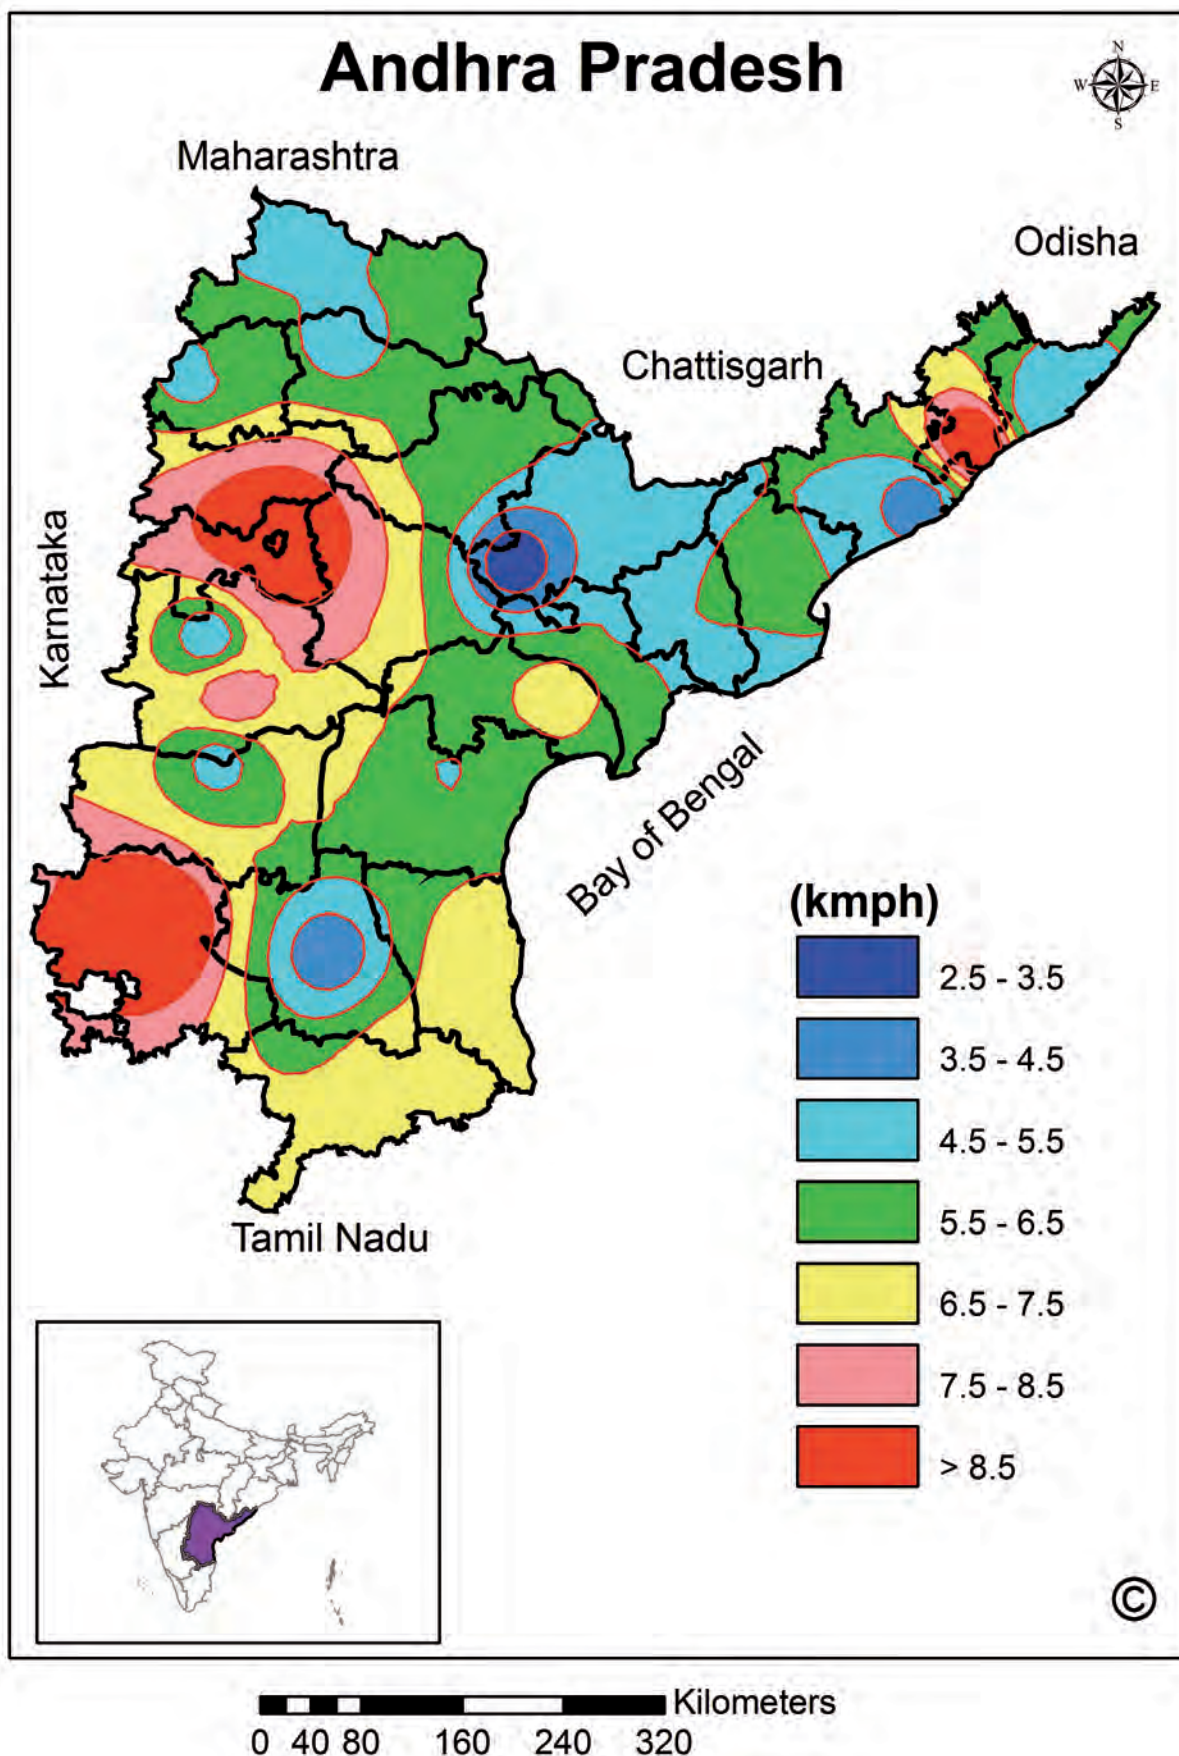 Andhra Pradesh
N
W E
S
Maharashtra
Odisha
Chattisgarh
Karnataka
Bay of Bengal
(kmph)
2.5 - 3.5
3.5 - 4.5
4.5 - 5.5
5.5 - 6.5
6.5 - 7.5
7.5 - 8.5
> 8.5
Tamil Nadu
©
Kilometers
0 40 80 160 240 320